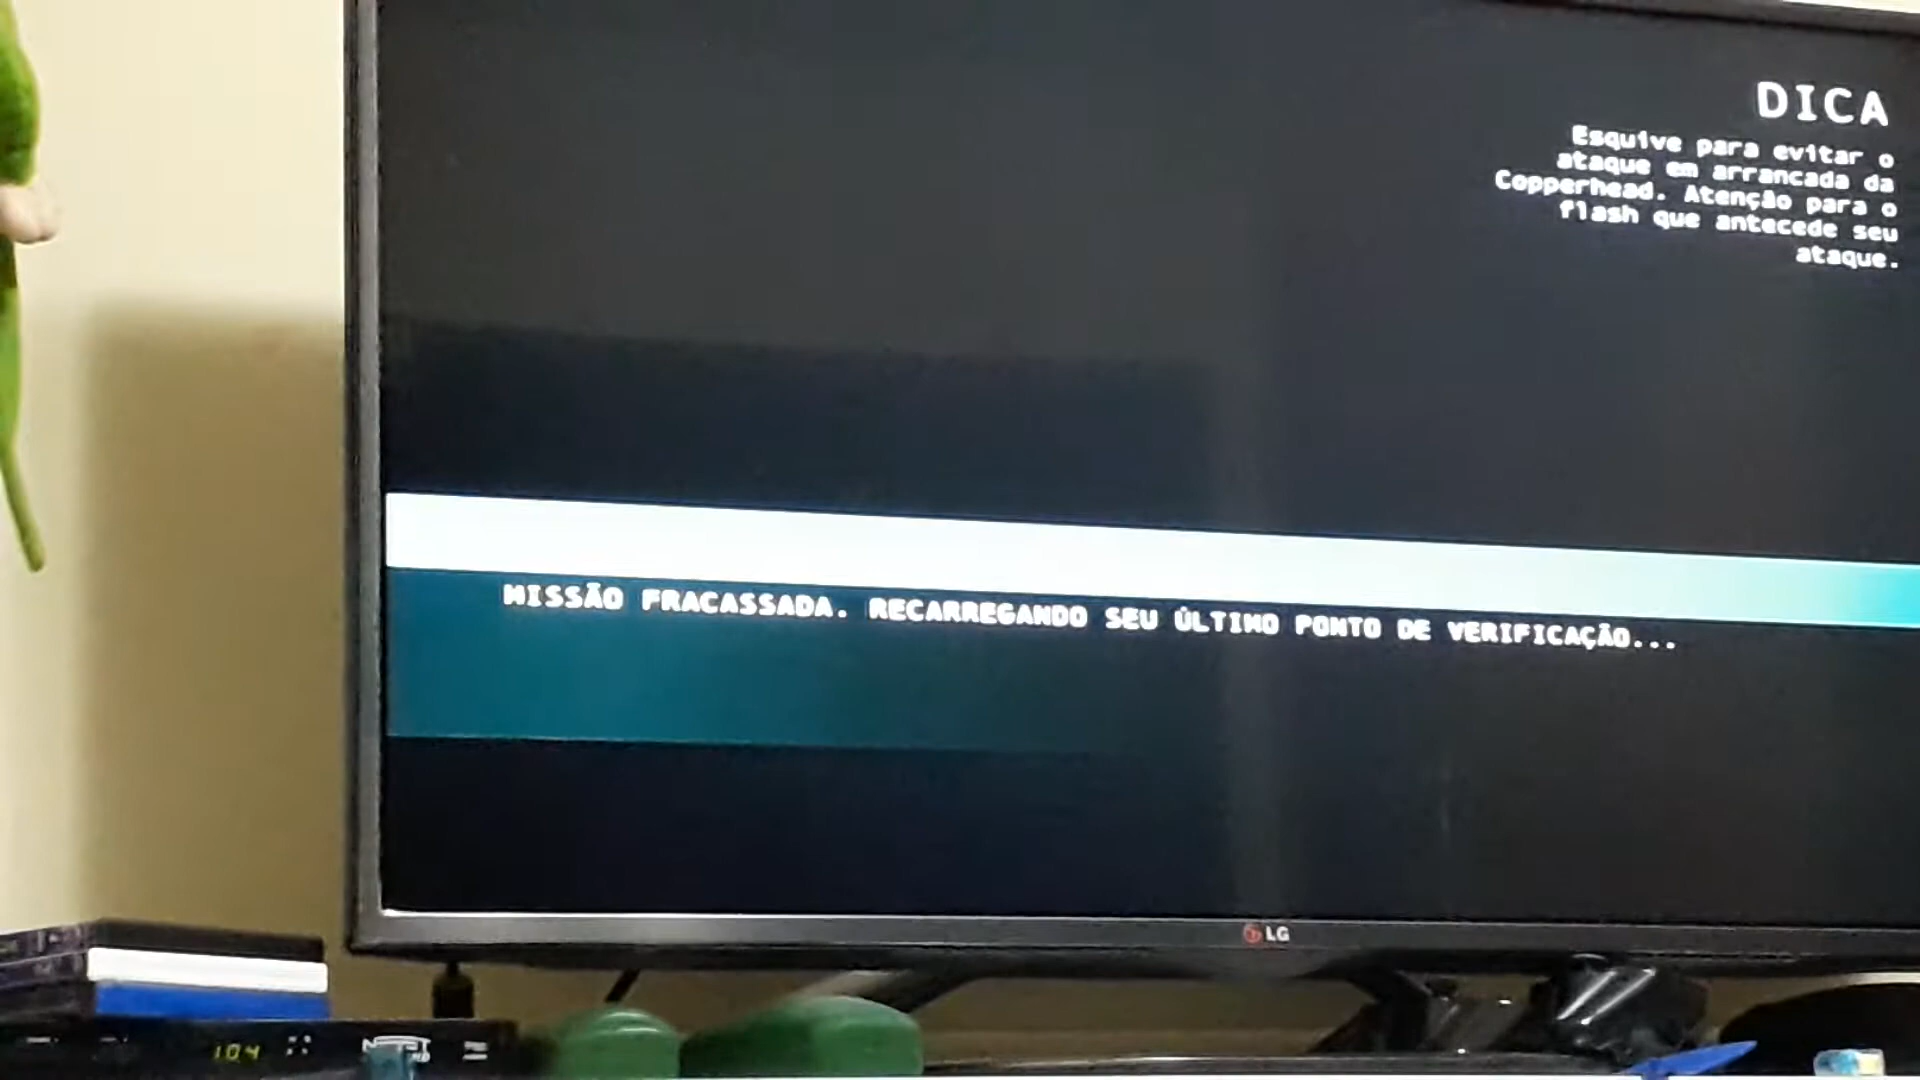 DICA
Esquive para evitar o
ataque em arrancada da
Copperhead. Atenção para o
flash que antecede seu
ataque.
MISSÃO FRACASSADA. RECARREGANDO SEU ÚLTIMO PONTO DE VERIFICAÇÃO...
LG
104